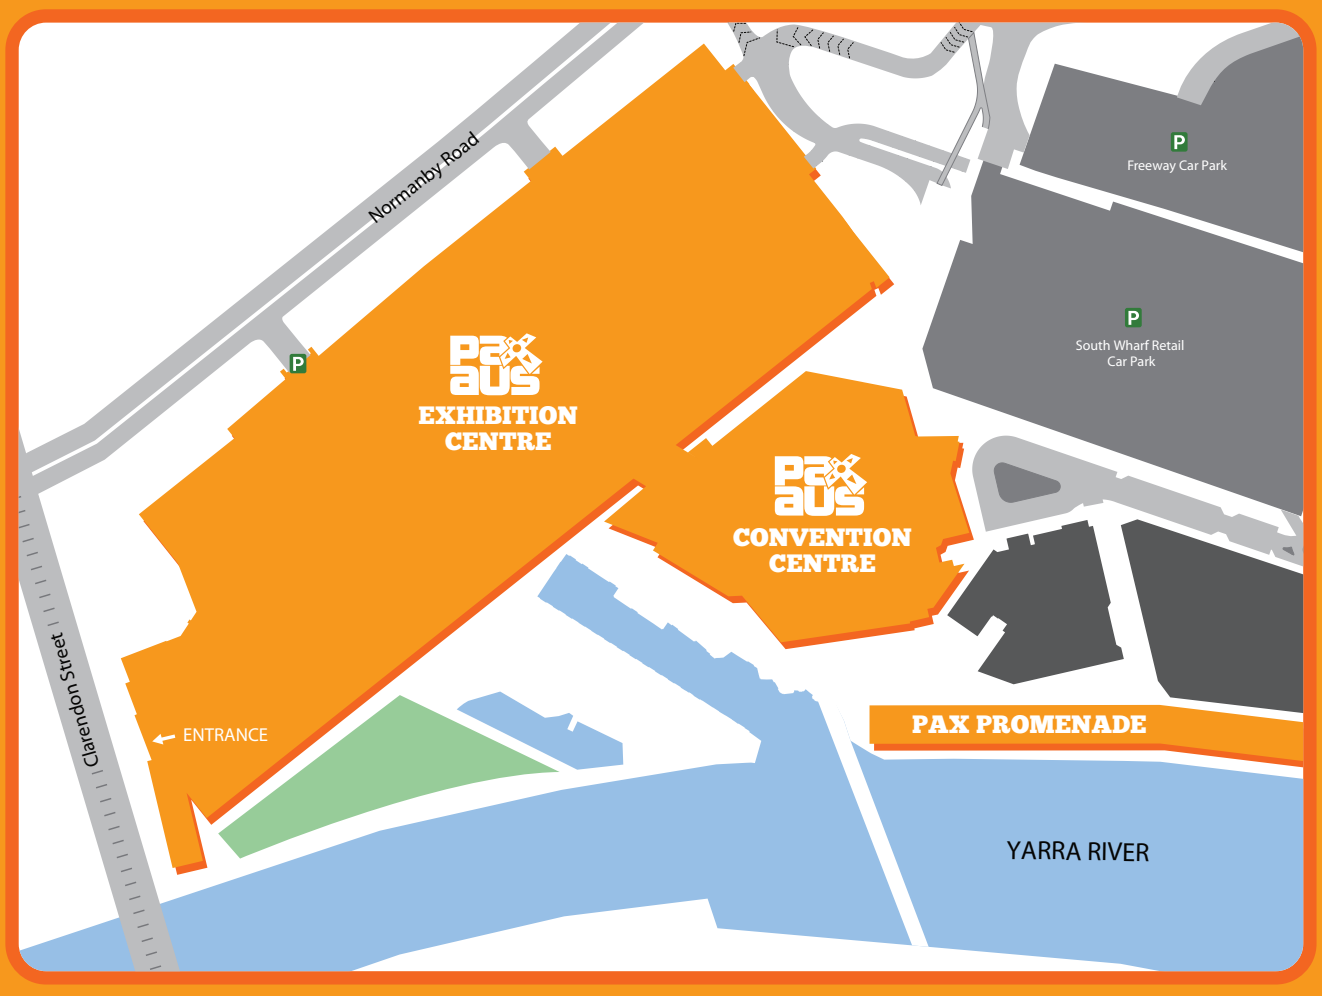 Normanby Road
P
Freeway Car Park
P
South Wharf Retail
Car Park
P
pax
aus
EXHIBITION
CENTRE
pax
aus
CONVENTION
CENTRE
Clarendon Street
ENTRANCE
PAX PROMENADE
YARRA RIVER